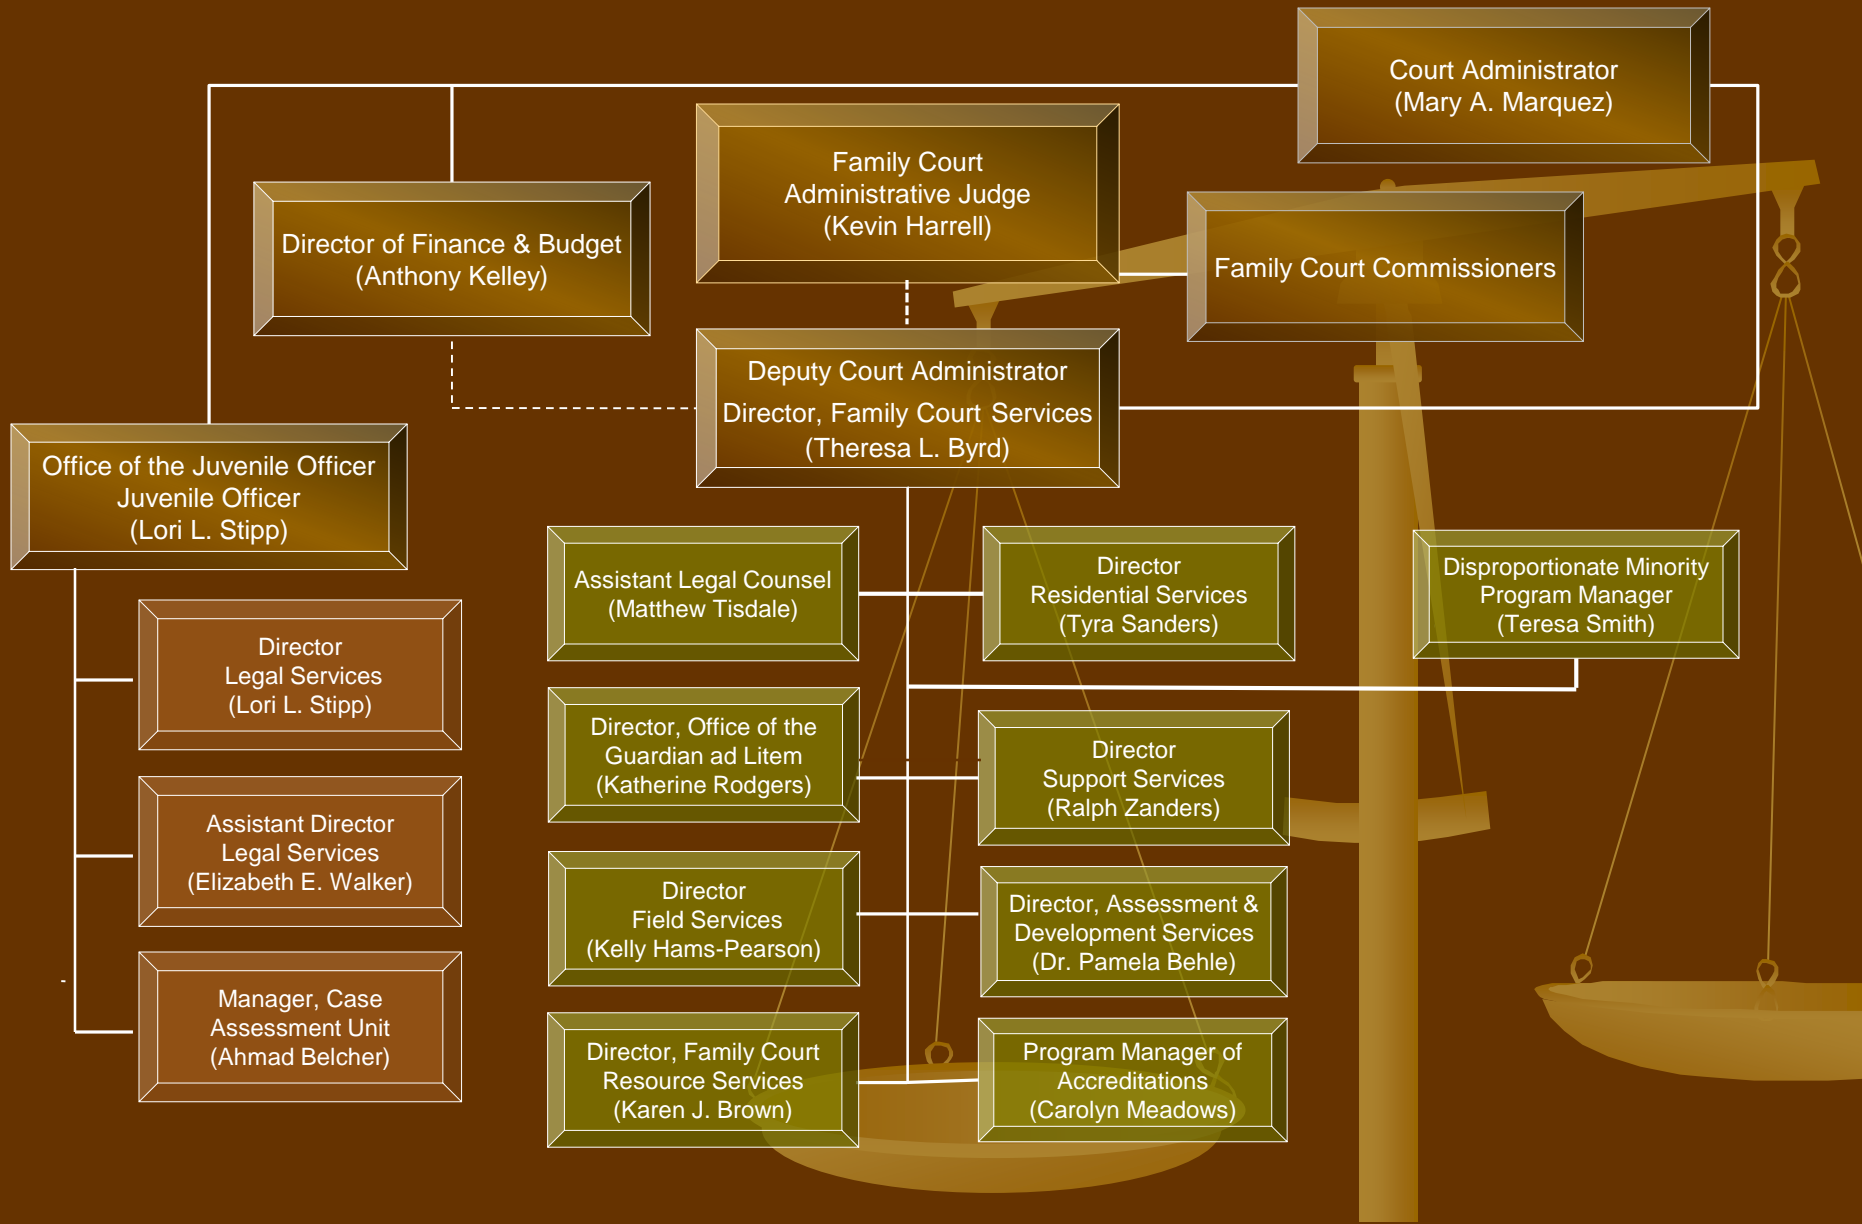 Court Administrator
(Mary A. Marquez)
Family Court
Administrative Judge
(Kevin Harrell)
Director of Finance & Budget
(Anthony Kelley)
Family Court Commissioners
Deputy Court Administrator
Director, Family Court Services
(Theresa L. Byrd)
Office of the Juvenile Officer
Juvenile Officer
(Lori L. Stipp)
Director
Legal Services
(Lori L. Stipp)
Assistant Director
Legal Services
(Elizabeth E. Walker)
Manager, Case
Assessment Unit
(Ahmad Belcher)
Assistant Legal Counsel
(Matthew Tisdale)
Director
Residential Services
(Tyra Sanders)
Disproportionate Minority
Program Manager
(Teresa Smith)
Director, Office of the
Guardian ad Litem
(Katherine Rodgers)
Director
Support Services
(Ralph Zanders)
Director
Field Services
(Kelly Hams-Pearson)
Director, Assessment &
Development Services
(Dr. Pamela Behle)
Director, Family Court
Resource Services
(Karen J. Brown)
Program Manager of
Accreditations
(Carolyn Meadows)